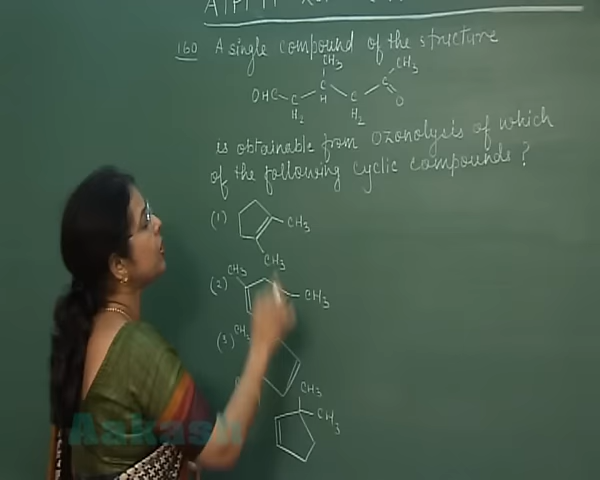 160 A single compound of the structure
CH3 CH3
OHC C C C C
H2 H H2 O
is obtainable from ozonolysis of which
of the following cyclic compounds ?
(1) CH3
CH3
(2) CH3 CH3
(3) CH3
CH3
CH3
Aakash